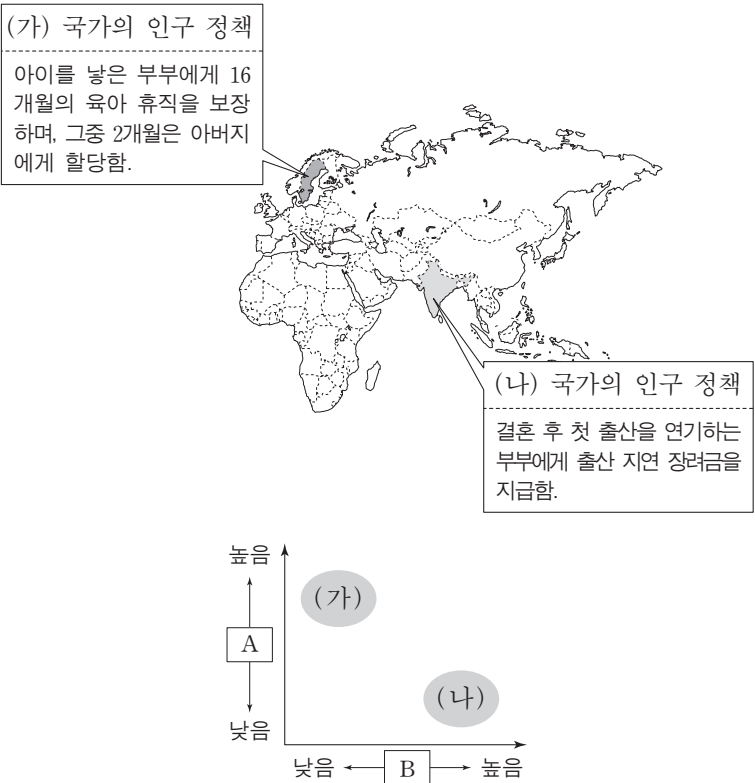 (가) 국가의 인구 정책
아이를 낳은 부부에게 16
개월의 육아 휴직을 보장
하며, 그중 2개월은 아버지
에게 할당함.
(나) 국가의 인구 정책
결혼 후 첫 출산을 연기하는
부부에게 출산 지연 장려금을
지급함.
높음
(가)
A
(나)
낮음
낮음 B 높음